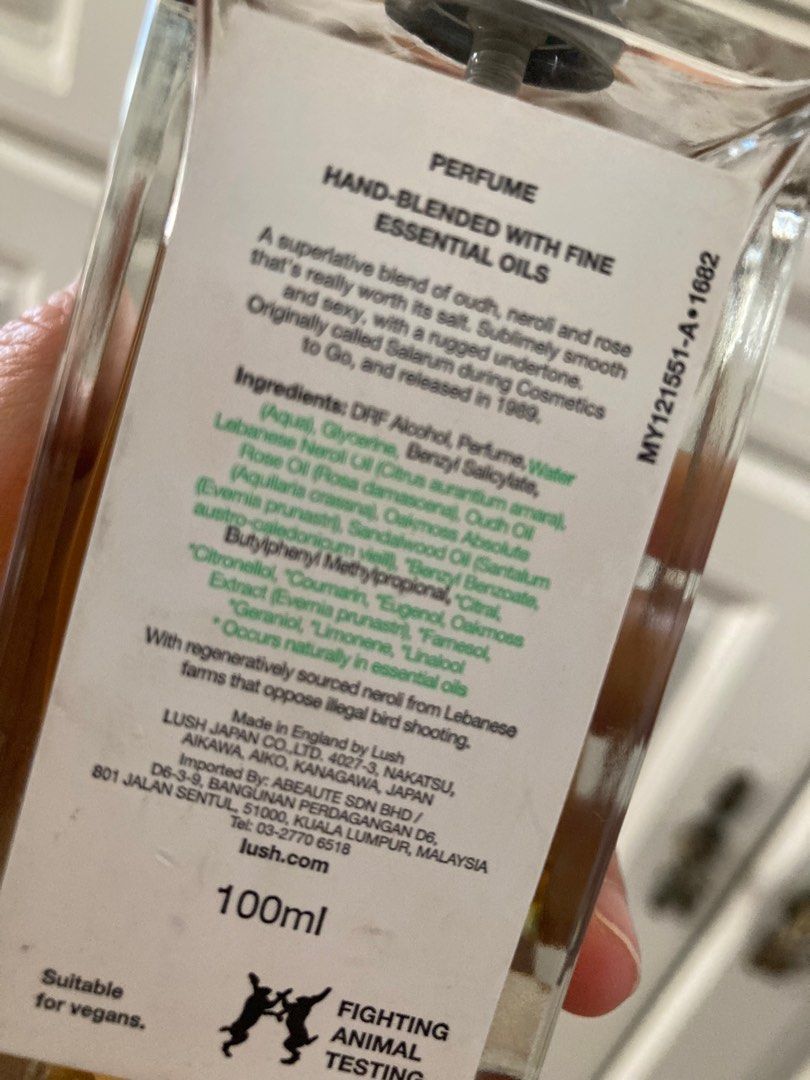 PERFUME
HAND-BLENDED WITH FINE
ESSENTIAL OILS
A superlative blend of oudh, neroli and rose
that's really worth its salt. Sublimely smooth
and sexy, with a rugged undertone.
Originally called Salarum during Cosmetics
to Go, and released in 1989.
Ingredients: DRF Alcohol, Perfume, Water
(Aqua), Glycerine, Benzyl Salicylate,
Lebanese Neroli Oil (Citrus aurantium amara),
Rose Oil (Rosa damascena), Oudh Oil
(Aquilaria crassna), Oakmoss Absolute
(Evernia prunastri), Sandalwood Oil (Santalum
austro-caledonicum vieill), *Benzyl Benzoate,
Butylphenyl Methylpropional, *Citral,
*Citronellol, *Coumarin, *Eugenol, Oakmoss
Extract (Evernia prunastri), *Farnesol,
*Geraniol, *Limonene, *Linalool
* Occurs naturally in essential oils
With regeneratively sourced neroli from Lebanese
farms that oppose illegal bird shooting.
Made in England by Lush
LUSH JAPAN CO.,LTD. 4027-3, NAKATSU,
AIKAWA, AIKO, KANAGAWA, JAPAN
Imported By: ABEAUTE SDN BHD /
D6-3-9, BANGUNAN PERDAGANGAN D6,
801 JALAN SENTUL, 51000, KUALA LUMPUR, MALAYSIA
Tel: 03-2770 6518
lush.com
100ml
Suitable
for vegans.
FIGHTING
ANIMAL
TESTING
MY121551-A•1682